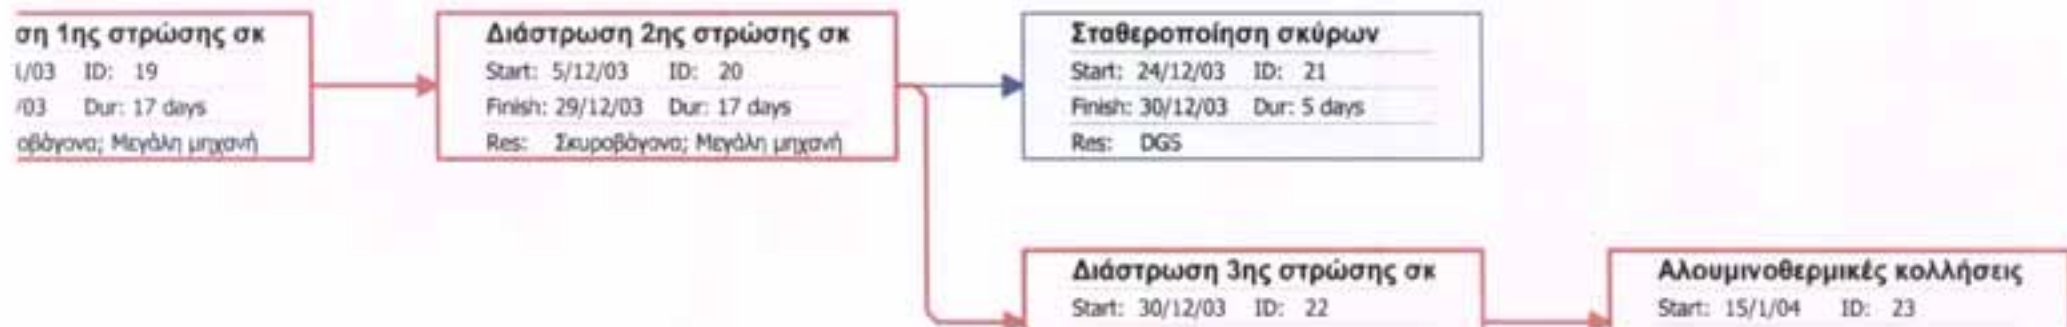 ση 1ης στρώσης σκ
1/03 ID: 19
/03 Dur: 17 days
οβάγονα; Μεγάλη μηχανή
Διάστρωση 2ης στρώσης σκ
Start: 5/12/03 ID: 20
Finish: 29/12/03 Dur: 17 days
Res: Σκυροβάγονα; Μεγάλη μηχανή
Σταθεροποίηση σκύρων
Start: 24/12/03 ID: 21
Finish: 30/12/03 Dur: 5 days
Res: DGS
Διάστρωση 3ης στρώσης σκ
Start: 30/12/03 ID: 22
Αλουμινοθερμικές κολλήσεις
Start: 15/1/04 ID: 23